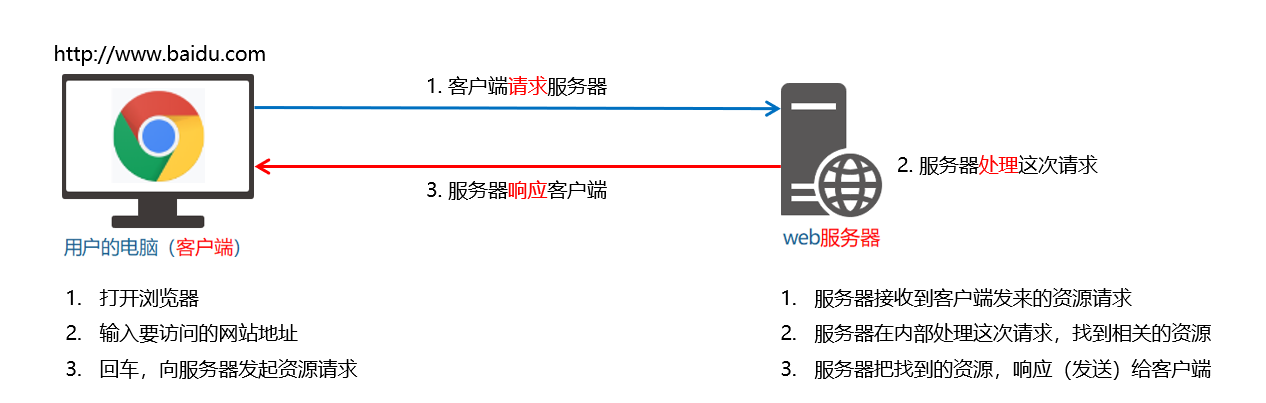 http://www.baidu.com
1. 客户端请求服务器
2. 服务器处理这次请求
3. 服务器响应客户端
用户的电脑（客户端）
web服务器
1. 打开浏览器
2. 输入要访问的网站地址
3. 回车，向服务器发起资源请求
1. 服务器接收到客户端发来的资源请求
2. 服务器在内部处理这次请求，找到相关的资源
3. 服务器把找到的资源，响应（发送）给客户端